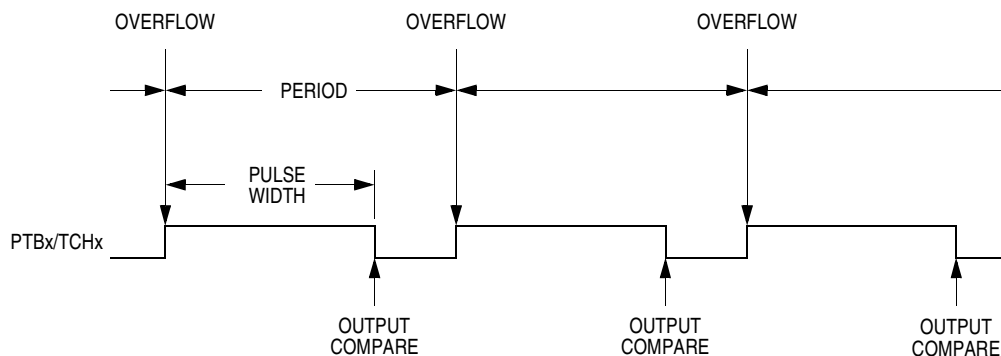 OVERFLOW
OVERFLOW
OVERFLOW
PERIOD
PULSE
WIDTH
PTBx/TCHx
OUTPUT
COMPARE
OUTPUT
COMPARE
OUTPUT
COMPARE